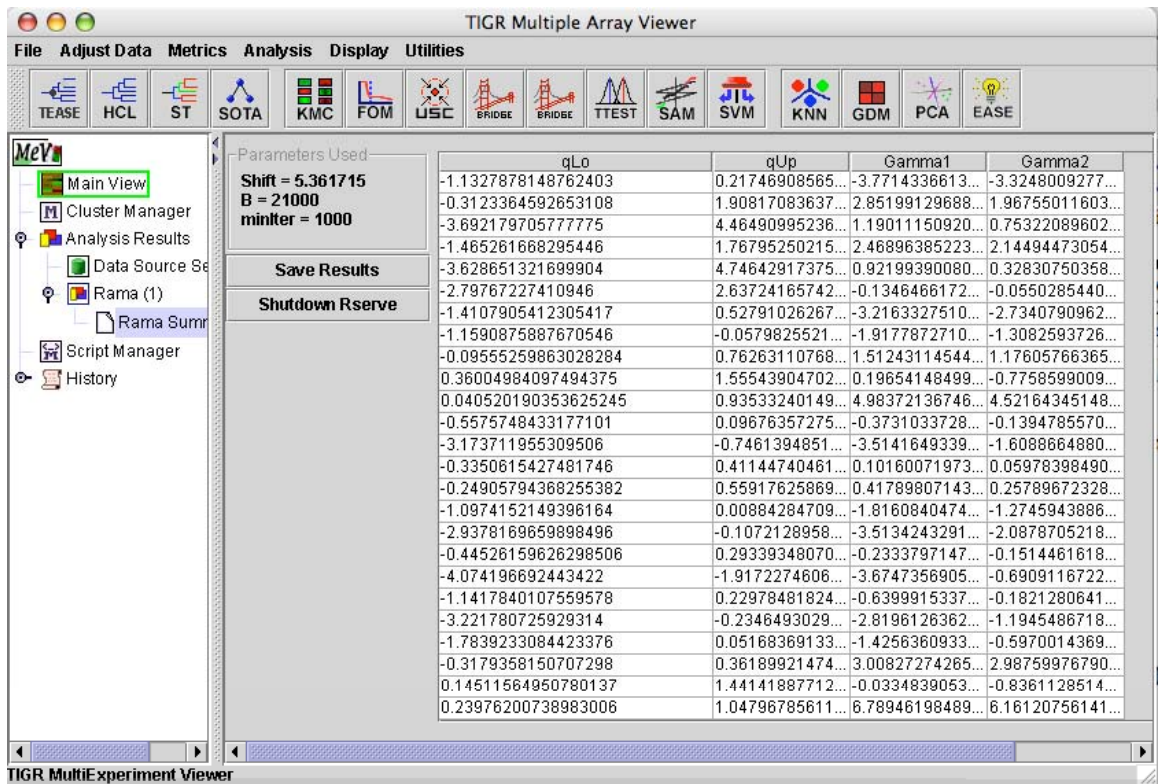 TIGR Multiple Array Viewer
File Adjust Data Metrics Analysis Display Utilities
TEASE HCL ST SOTA KMC FOM USC BRIDGE BRIDGE TTEST SAM SVM KNN GDM PCA EASE
MeV
Main View
M Cluster Manager
Analysis Results
Data Source Se
Rama (1)
Rama Summ
Script Manager
History
Parameters Used
Shift = 5.361715
B = 21000
minIter = 1000
Save Results
Shutdown Rserve
qLo qUp Gamma1 Gamma2
-1.1327878148762403 0.21746908565... -3.7714336613... -3.3248009277...
-0.31233364592653108 1.90817083637... 2.85199129688... 1.96755011603...
-3.692179705777775 4.46490995236... 1.19011150920... 0.75322089602...
-1.465261668295446 1.76795250215... 2.46896385223... 2.14494473054...
-3.628651321699904 4.74642917375... 0.92199390080... 0.32830750358...
-2.79767227410946 2.63724165742... -0.1346466172... -0.0550285440...
-1.4107905412305417 0.52791026267... -3.2163327510... -2.7340790962...
-1.15908758867670546 -0.0579825521... -1.9177872710... -1.3082593726...
-0.09555259863028284 0.76263110768... 1.51243114544... 1.17605766365...
0.36004984097494375 1.55543904702... 0.19654148499... -0.7758599009...
0.040520190353625245 0.93533240149... 4.98372136746... 4.52164345148...
-0.5575748433177101 0.09676357275... -0.3731033728... -0.1394785570...
-3.173711955309506 -0.7461394851... -3.5141649339... -1.6088664880...
-0.3350615427481746 0.41144740461... 0.10160071973... 0.05978398490...
-0.24905794368255382 0.55917625869... 0.41789807143... 0.25789672328...
-1.0974152149396164 0.00884284709... -1.8160840474... -1.2745943886...
-2.9378169659898496 -0.1072128958... -3.5134243291... -2.0878705218...
-0.44526159626298506 0.29339348070... -0.2333797147... -0.1514461618...
-4.074196692443422 -1.9172274606... -3.6747356905... -0.6909116722...
-1.1417840107559578 0.22978481824... -0.6399915337... -0.1821280641...
-3.221780725929314 -0.2346493029... -2.8196126362... -1.1945486718...
-1.78392330844233​76 0.05168369133... -1.42563609​33... -0.5970014369...
-0.31793581507​07298 0.36189921474... 3.00827274265... 2.98759976790...
0.14511564950780137 1.44141887712... -0.0334839053... -0.8361128514...
0.23976200738983006 1.04796785611... 6.78946198489... 6.16120756141...
TIGR MultiExperiment Viewer